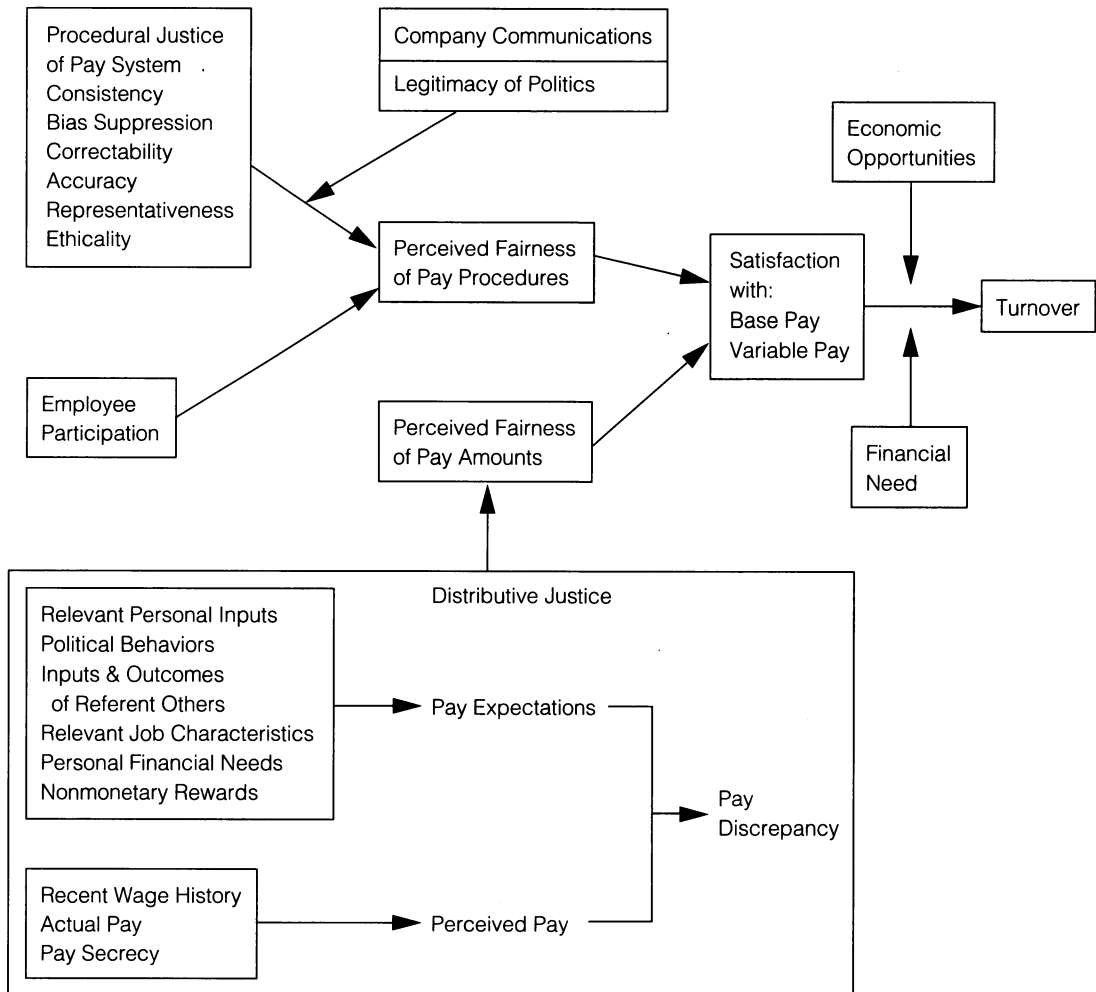 Procedural Justice
of Pay System
Consistency
Bias Suppression
Correctability
Accuracy
Representativeness
Ethicality
Company Communications
Legitimacy of Politics
Economic
Opportunities
Perceived Fairness
of Pay Procedures
Satisfaction
with:
Base Pay
Variable Pay
Turnover
Employee
Participation
Perceived Fairness
of Pay Amounts
Financial
Need
Distributive Justice
Relevant Personal Inputs
Political Behaviors
Inputs & Outcomes
of Referent Others
Relevant Job Characteristics
Personal Financial Needs
Nonmonetary Rewards
Pay Expectations
Pay
Discrepancy
Recent Wage History
Actual Pay
Pay Secrecy
Perceived Pay